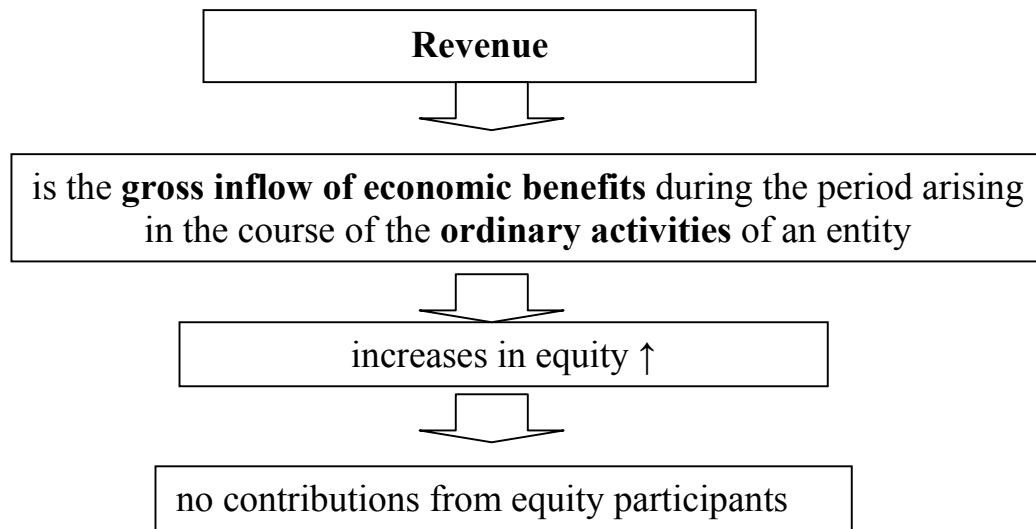 Revenue
is the gross inflow of economic benefits during the period arising
in the course of the ordinary activities of an entity
increases in equity ↑
no contributions from equity participants